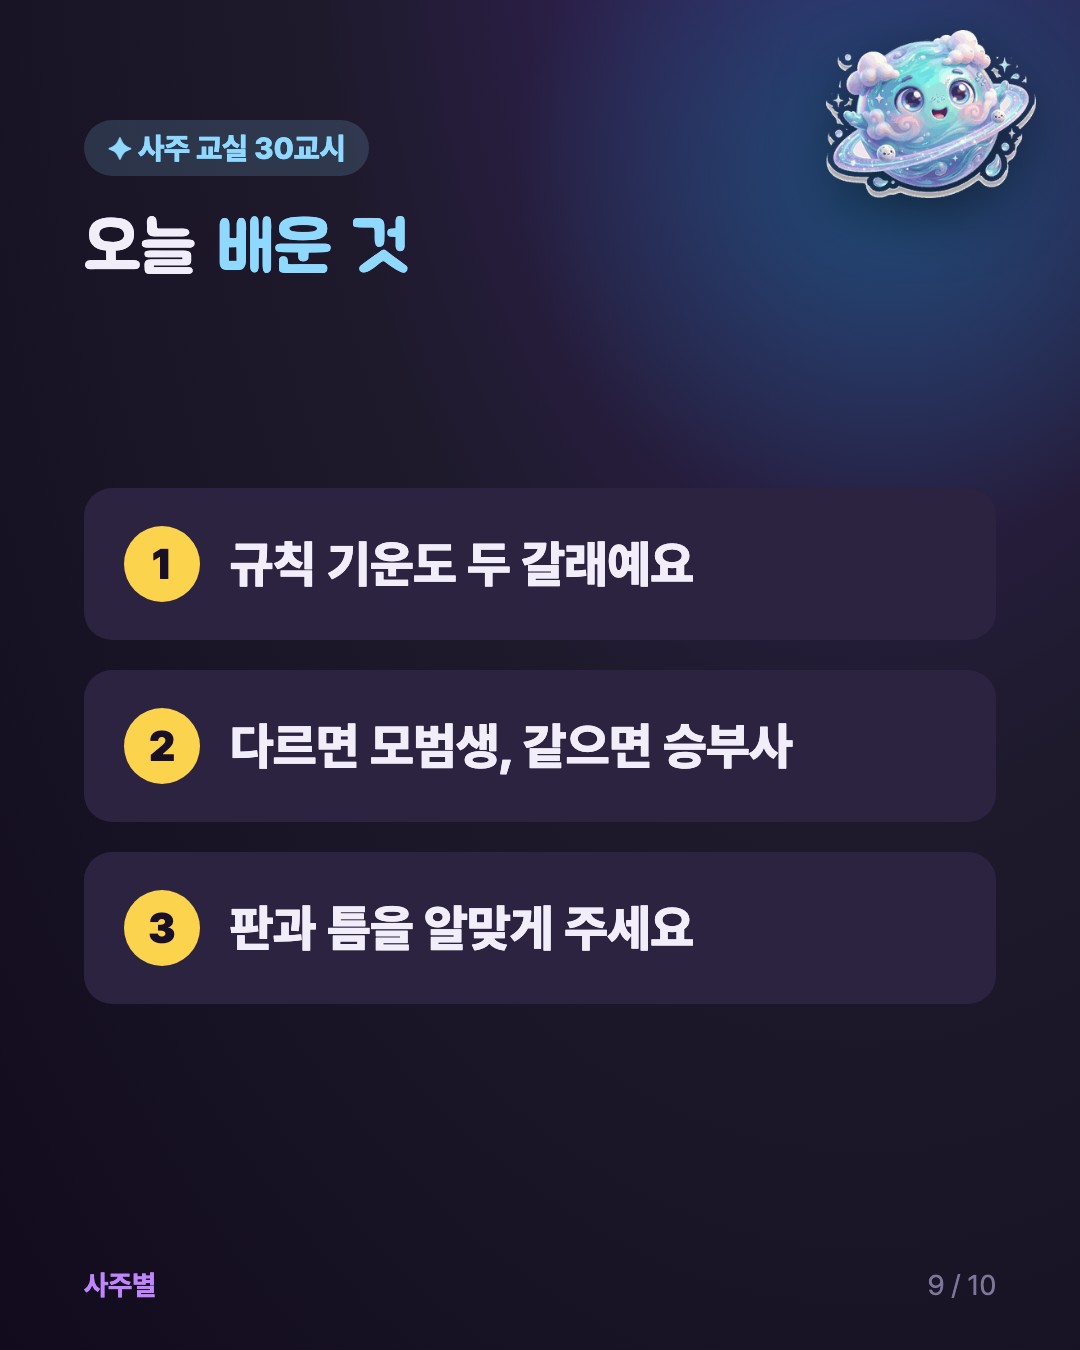 ✦ 사주 교실 30교시
오늘 배운 것
1 규칙 기운도 두 갈래예요
2 다르면 모범생, 같으면 승부사
3 판과 틈을 알맞게 주세요
사주별
9 / 10